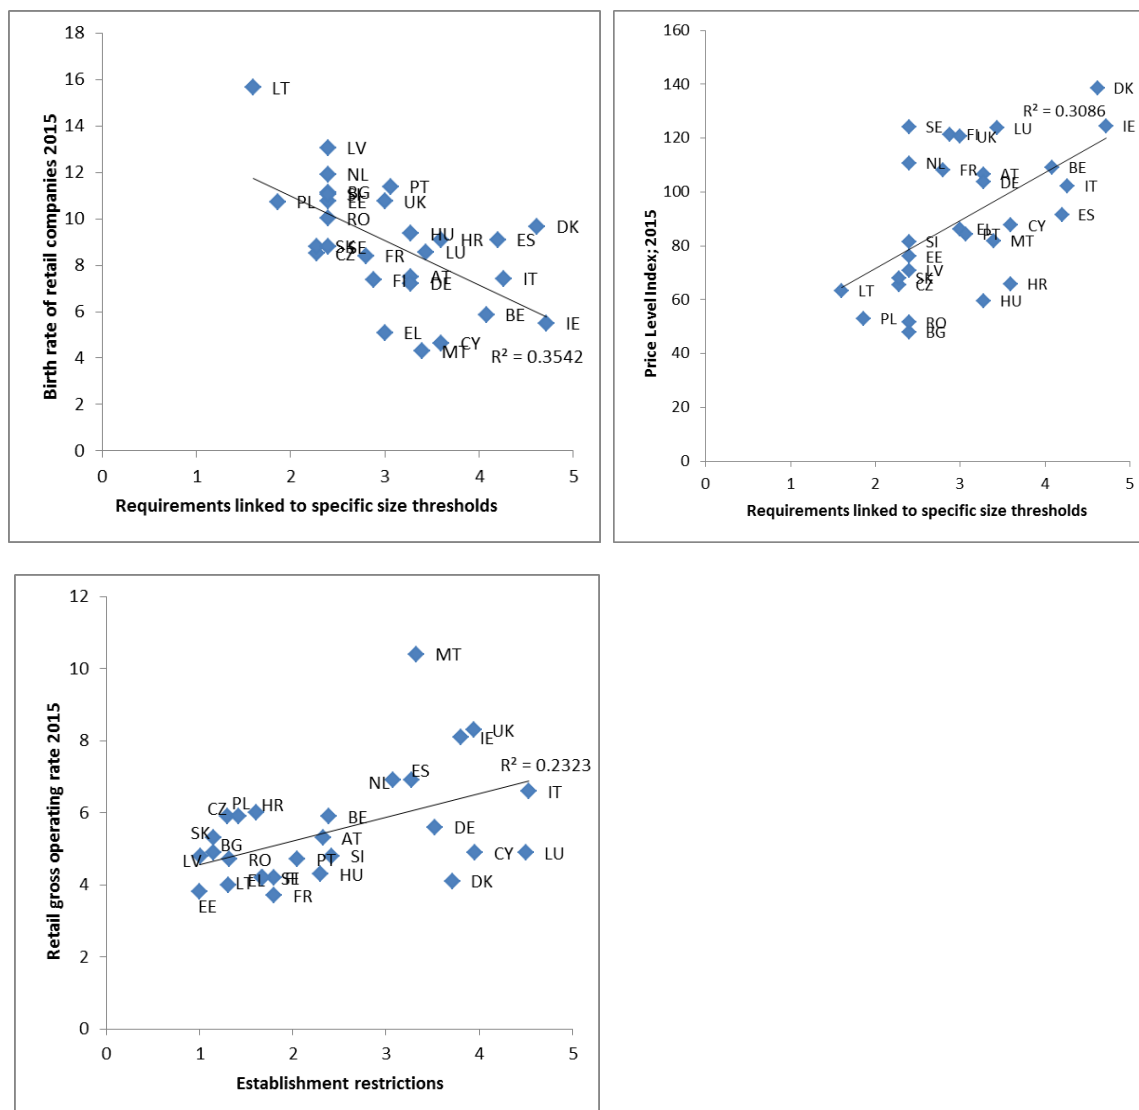 Birth rate of retail companies 2015
18
16
14
12
10
8
6
4
2
0
LT
LV
NL
BG
SI
EE
PT
PL
UK
RO
DK
HU
HR
ES
SK
SE
LU
CZ
FR
FI
AT
DE
IT
BE
IE
EL
CY
MT
R² = 0.3542
0 1 2 3 4 5
Requirements linked to specific size thresholds
Price Level Index; 2015
160
140
120
100
80
60
40
20
0
DK
R² = 0.3086
SE
FI
UK
LU
IE
NL
FR
AT
DE
BE
IT
ES
EL
PT
CY
SI
MT
EE
LV
SK
CZ
HR
LT
HU
PL
RO
BG
0 1 2 3 4 5
Requirements linked to specific size thresholds
Retail gross operating rate 2015
12
10
8
6
4
2
0
MT
UK
IE
R² = 0.2323
NL
ES
IT
CZ
PL
HR
BE
DE
SK
AT
BG
LV
RO
PT
SI
CY
LU
LT
EL
SE
FI
HU
DK
EE
FR
0 1 2 3 4 5
Establishment restrictions